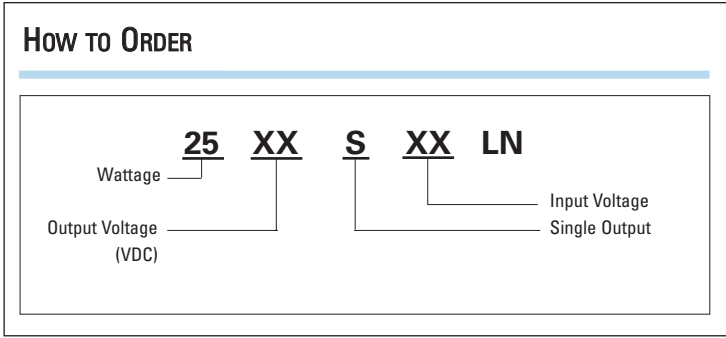 HOW TO ORDER
25 XX S XX LN
Wattage
Input Voltage
Output Voltage
Single Output
(VDC)